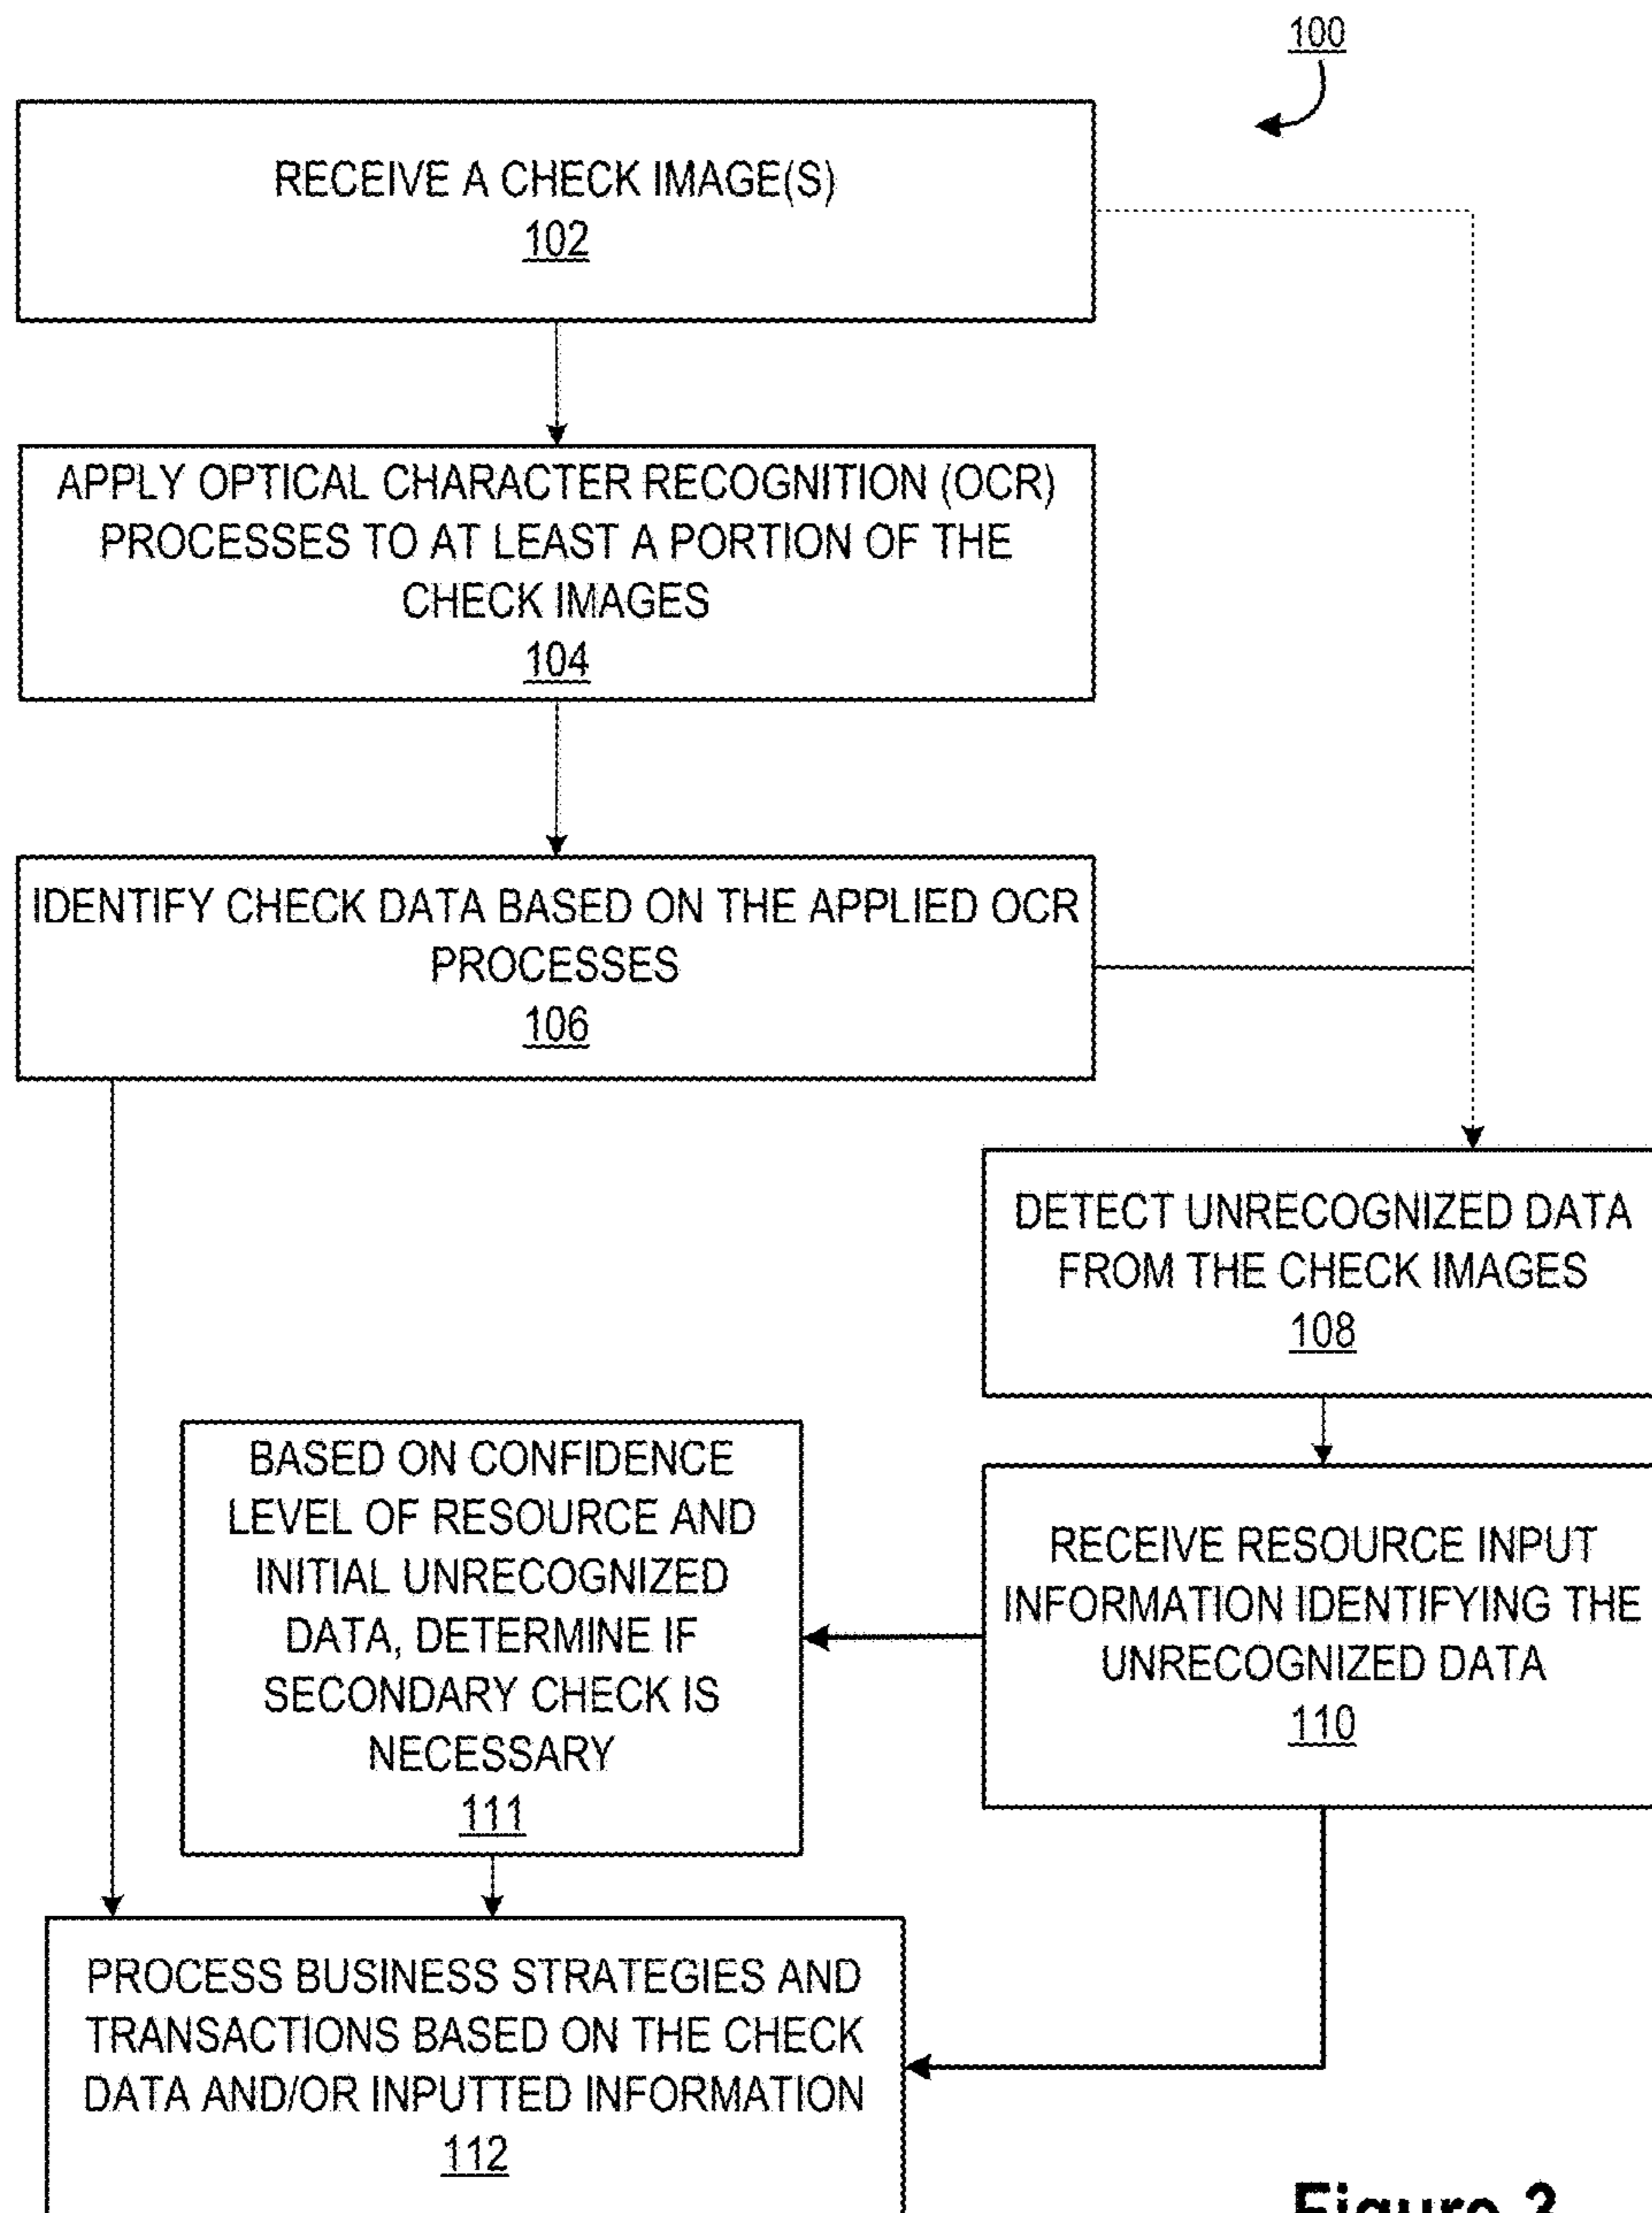 100
RECEIVE A CHECK IMAGE(S)
102
APPLY OPTICAL CHARACTER RECOGNITION (OCR)
PROCESSES TO AT LEAST A PORTION OF THE
CHECK IMAGES
104
IDENTIFY CHECK DATA BASED ON THE APPLIED OCR
PROCESSES
106
DETECT UNRECOGNIZED DATA
FROM THE CHECK IMAGES
108
RECEIVE RESOURCE INPUT
INFORMATION IDENTIFYING THE
UNRECOGNIZED DATA
110
BASED ON CONFIDENCE
LEVEL OF RESOURCE AND
INITIAL UNRECOGNIZED
DATA, DETERMINE IF
SECONDARY CHECK IS
NECESSARY
111
PROCESS BUSINESS STRATEGIES AND
TRANSACTIONS BASED ON THE CHECK
DATA AND/OR INPUTTED INFORMATION
112
Figure